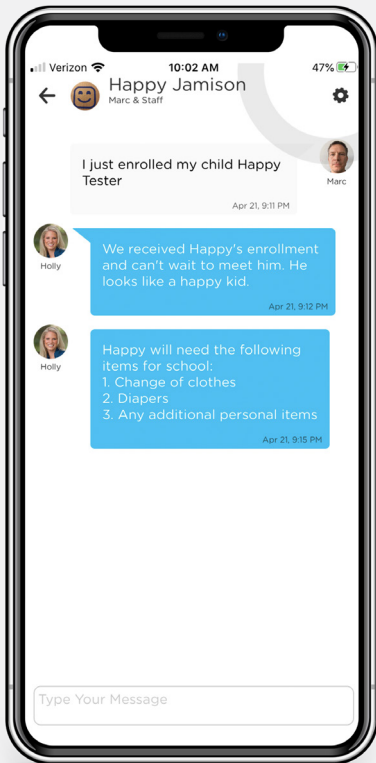 Verizon 10:02 AM 47%
Happy Jamison
Marc & Staff
I just enrolled my child Happy
Tester
Marc
Apr 21, 9:11 PM
We received Happy's enrollment
and can't wait to meet him. He
looks like a happy kid.
Holly
Apr 21, 9:12 PM
Happy will need the following
items for school:
1. Change of clothes
2. Diapers
3. Any additional personal items
Holly
Apr 21, 9:15 PM
Type Your Message